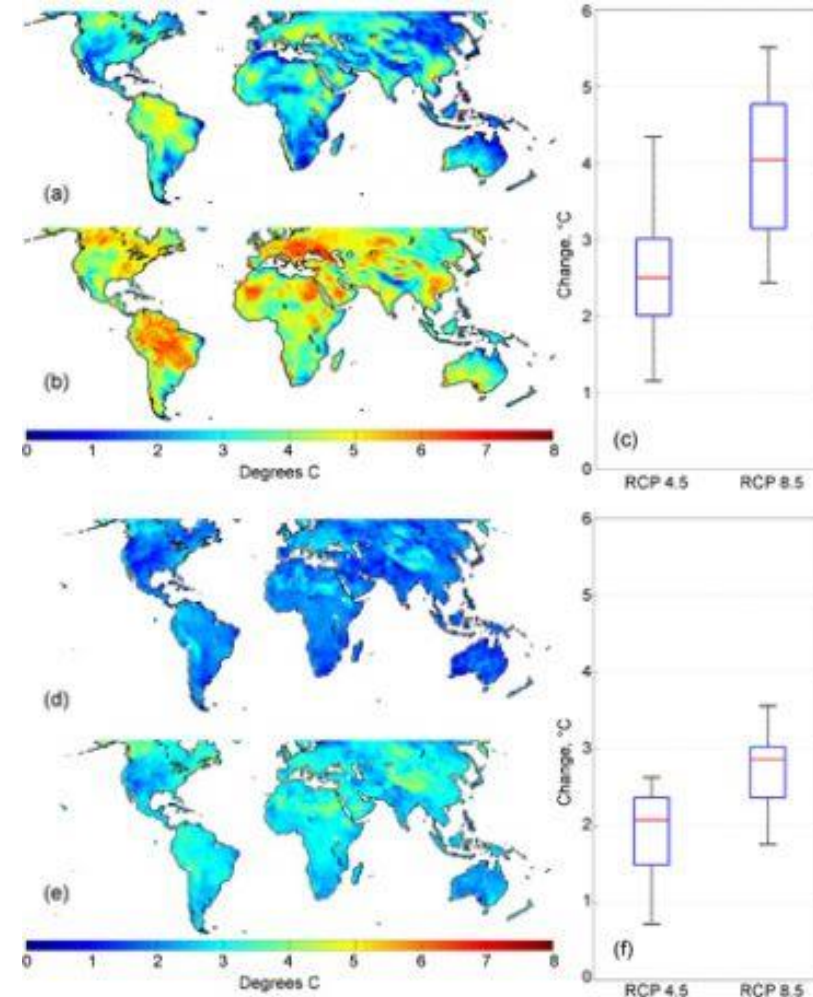 (a)
(b)
0 1 2 3 4 5 6 7 8
Degrees C
6
5
4
3
2
1
0
Change, °C
(c)
RCP 4.5 RCP 8.5
(d)
(e)
0 1 2 3 4 5 6 7 8
Degrees C
6
5
4
3
2
1
0
Change, °C
(f)
RCP 4.5 RCP 8.5